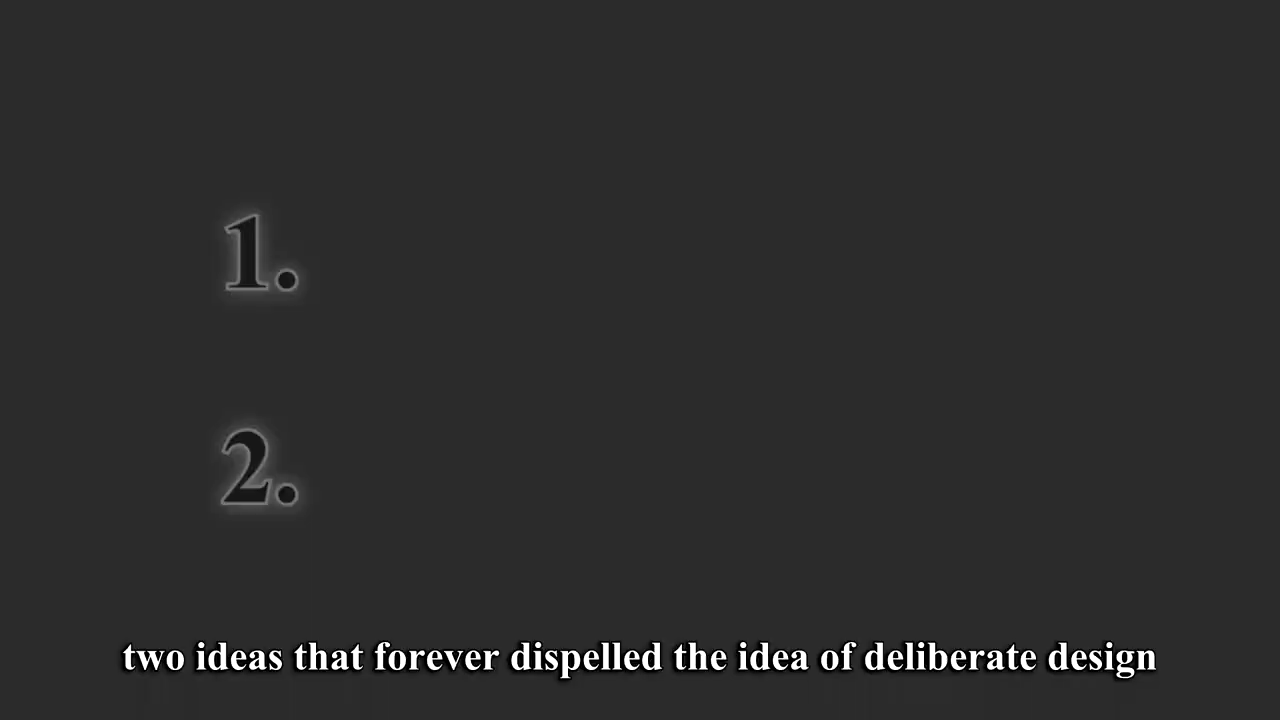 1.
2.
two ideas that forever dispelled the idea of deliberate design